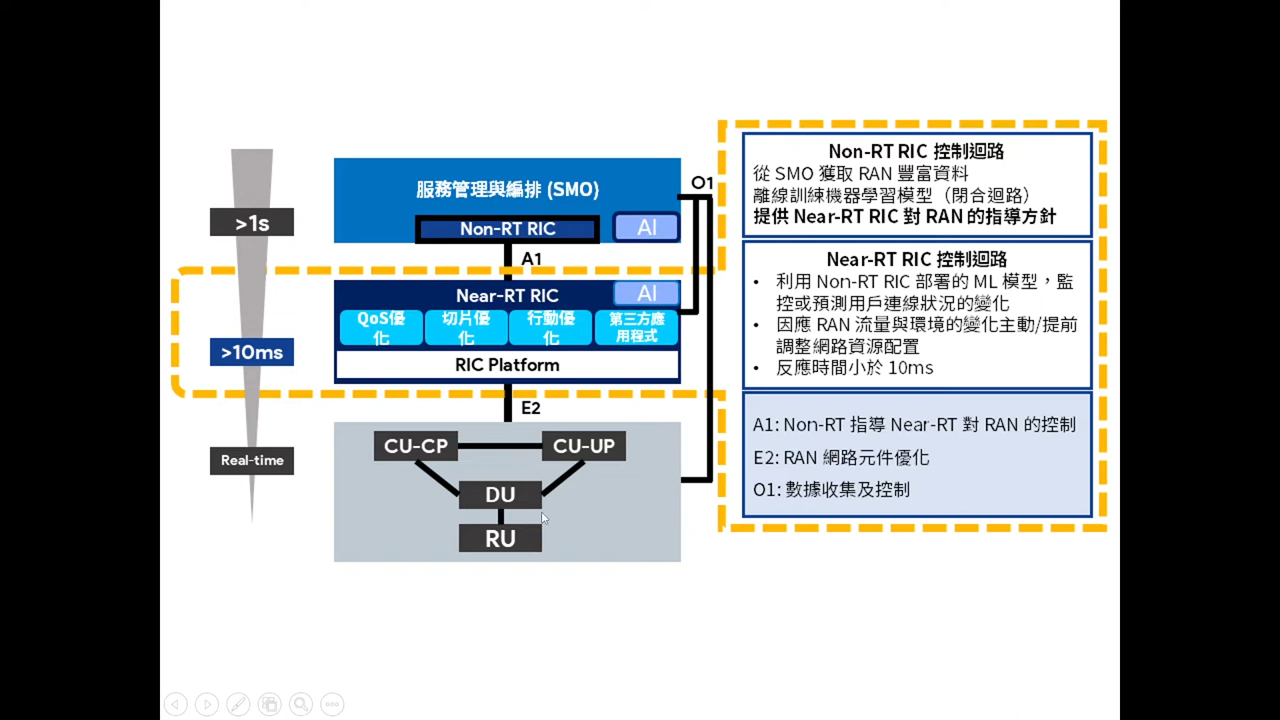 >1s
>10ms
Real-time
服務管理與編排 (SMO)
Non-RT RIC
AI
O1
A1
Near-RT RIC
AI
QoS優
化
切片優
化
行動優
化
第三方應
用程式
RIC Platform
E2
CU-CP
CU-UP
DU
RU
Non-RT RIC 控制迴路
從 SMO 獲取 RAN 豐富資料
離線訓練機器學習模型（閉合迴路）
提供 Near-RT RIC 對 RAN 的指導方針
Near-RT RIC 控制迴路
• 利用 Non-RT RIC 部署的 ML 模型，監
控或預測用戶連線狀況的變化
• 因應 RAN 流量與環境的變化主動/提前
調整網路資源配置
• 反應時間小於 10ms
A1: Non-RT 指導 Near-RT 對 RAN 的控制
E2: RAN 網路元件優化
O1: 數據收集及控制